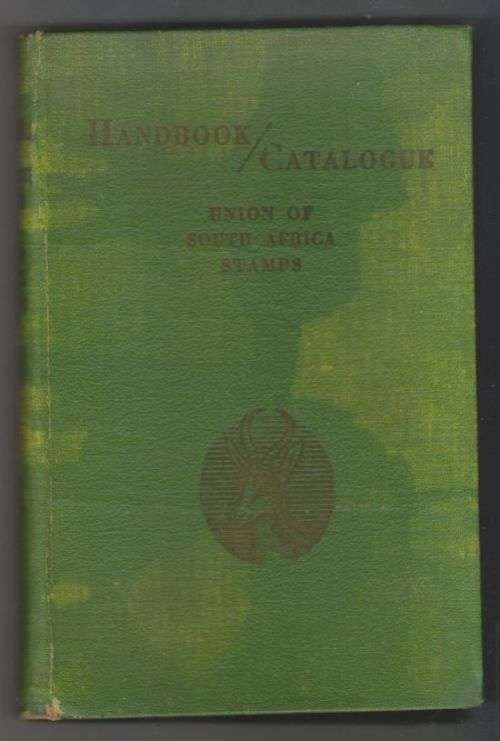 HANDBOOK/CATALOGUE
UNION OF
SOUTH AFRICA
STAMPS